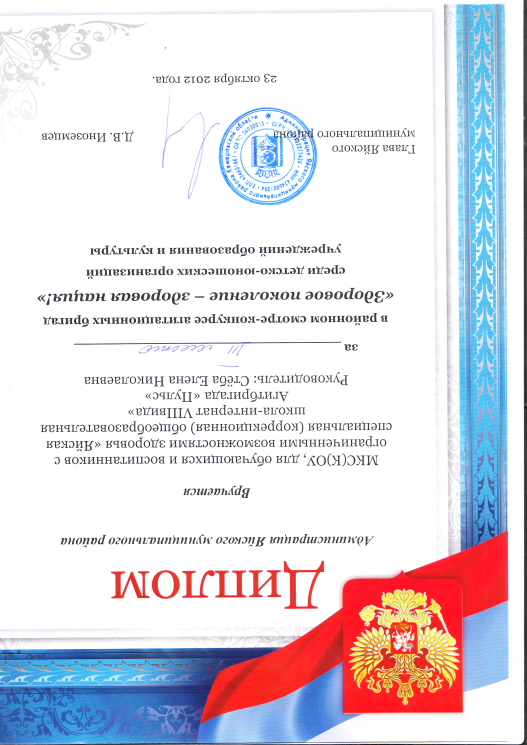 Диплом
Администрация Яйского муниципального района
Вручается
МКС(К)ОУ, для обучающихся и воспитанников с
ограниченными возможностями здоровья «Яйская
специальная (коррекционная) общеобразовательная
школа-интернат VIIIвида»
Агитбригада «Пульс»
Руководитель: Стёба Елена Николаевна
за III место
в районном смотре-конкурсе агитационных бригад
«Здоровое поколение – здоровая нация!»
среди детско-юношеских организаций
учреждений образования и культуры
Глава Яйского
муниципального района Д.В. Иноземцев
23 октября 2012 года.